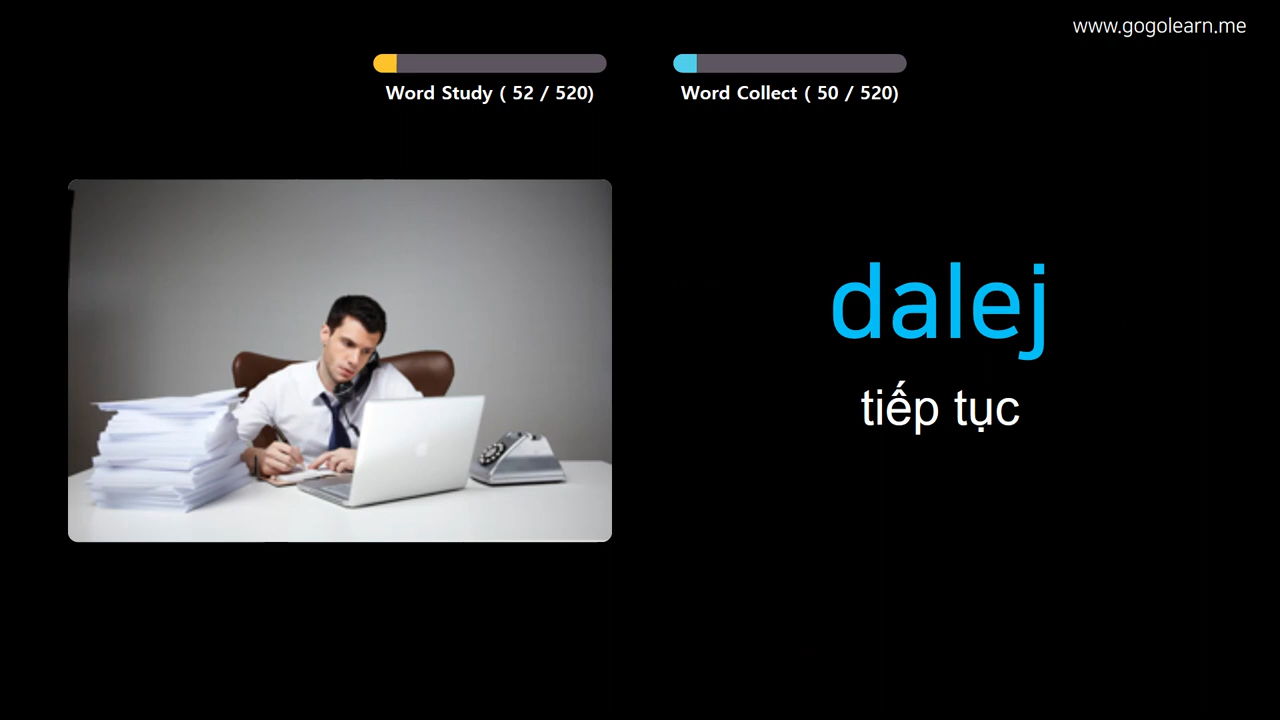 www.gogolearn.me
Word Study ( 52 / 520)
Word Collect ( 50 / 520)
dalej
tiếp tục